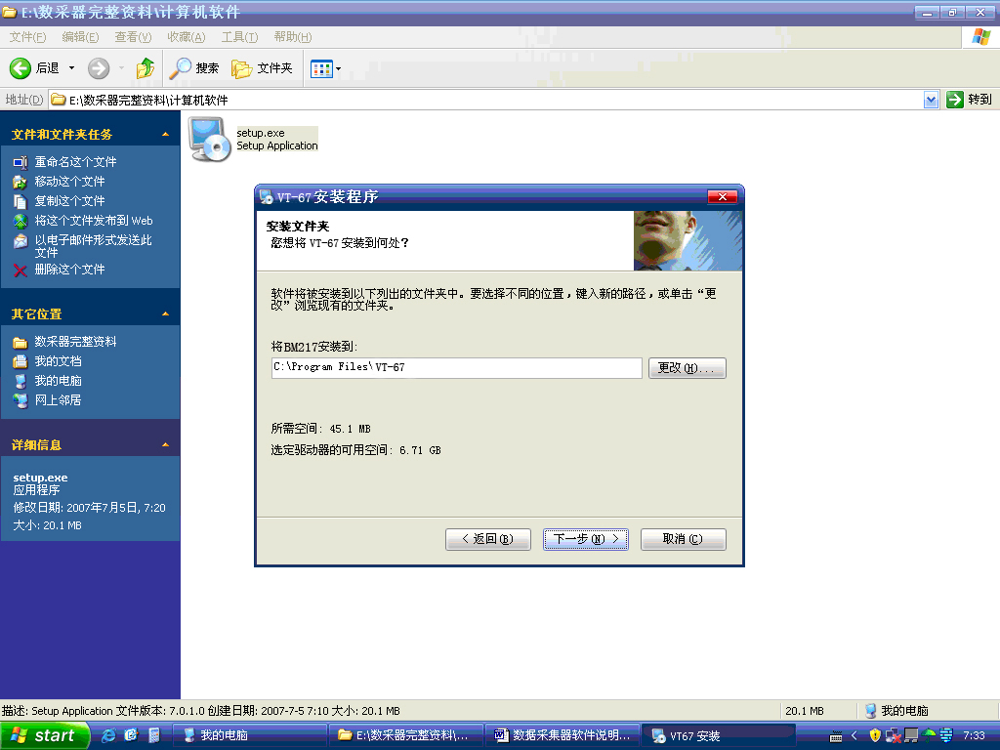 E:\数采器完整资料\计算机软件
文件(F) 编辑(E) 查看(V) 收藏(A) 工具(T) 帮助(H)
后退 搜索 文件夹
地址(D) E:\数采器完整资料\计算机软件 转到
文件和文件夹任务
重命名这个文件
移动这个文件
复制这个文件
将这个文件发布到 Web
以电子邮件形式发送此
文件
删除这个文件
其它位置
数采器完整资料
我的文档
我的电脑
网上邻居
详细信息
setup.exe
应用程序
修改日期: 2007年7月5日, 7:20
大小: 20.1 MB
setup.exe
Setup Application
VT-67安装程序
安装文件夹
您想将 VT-67 安装到何处？
软件将被安装到以下列出的文件夹中。要选择不同的位置，键入新的路径，或单击“更
改”浏览现有的文件夹。
将BM217安装到:
C:\Program Files\VT-67
更改(H)...
所需空间: 45.1 MB
选定驱动器的可用空间: 6.71 GB
< 返回(B) 下一步(N) > 取消(C)
描述: Setup Application 文件版本: 7.0.1.0 创建日期: 2007-7-5 7:10 大小: 20.1 MB 20.1 MB 我的电脑
start 我的电脑 E:\数采器完整资料\... 数据采集器软件说明... VT67 安装 7:33